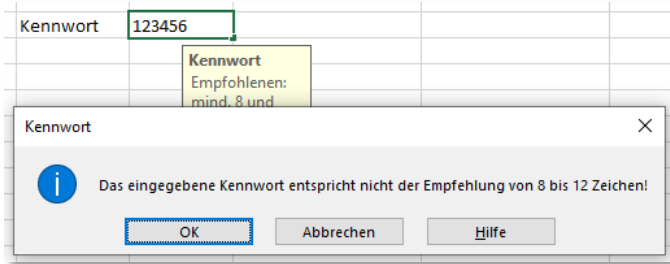 Kennwort 123456
Kennwort
Empfohlenen:
mind. 8 und
Kennwort
Das eingegebene Kennwort entspricht nicht der Empfehlung von 8 bis 12 Zeichen!
OK Abbrechen Hilfe